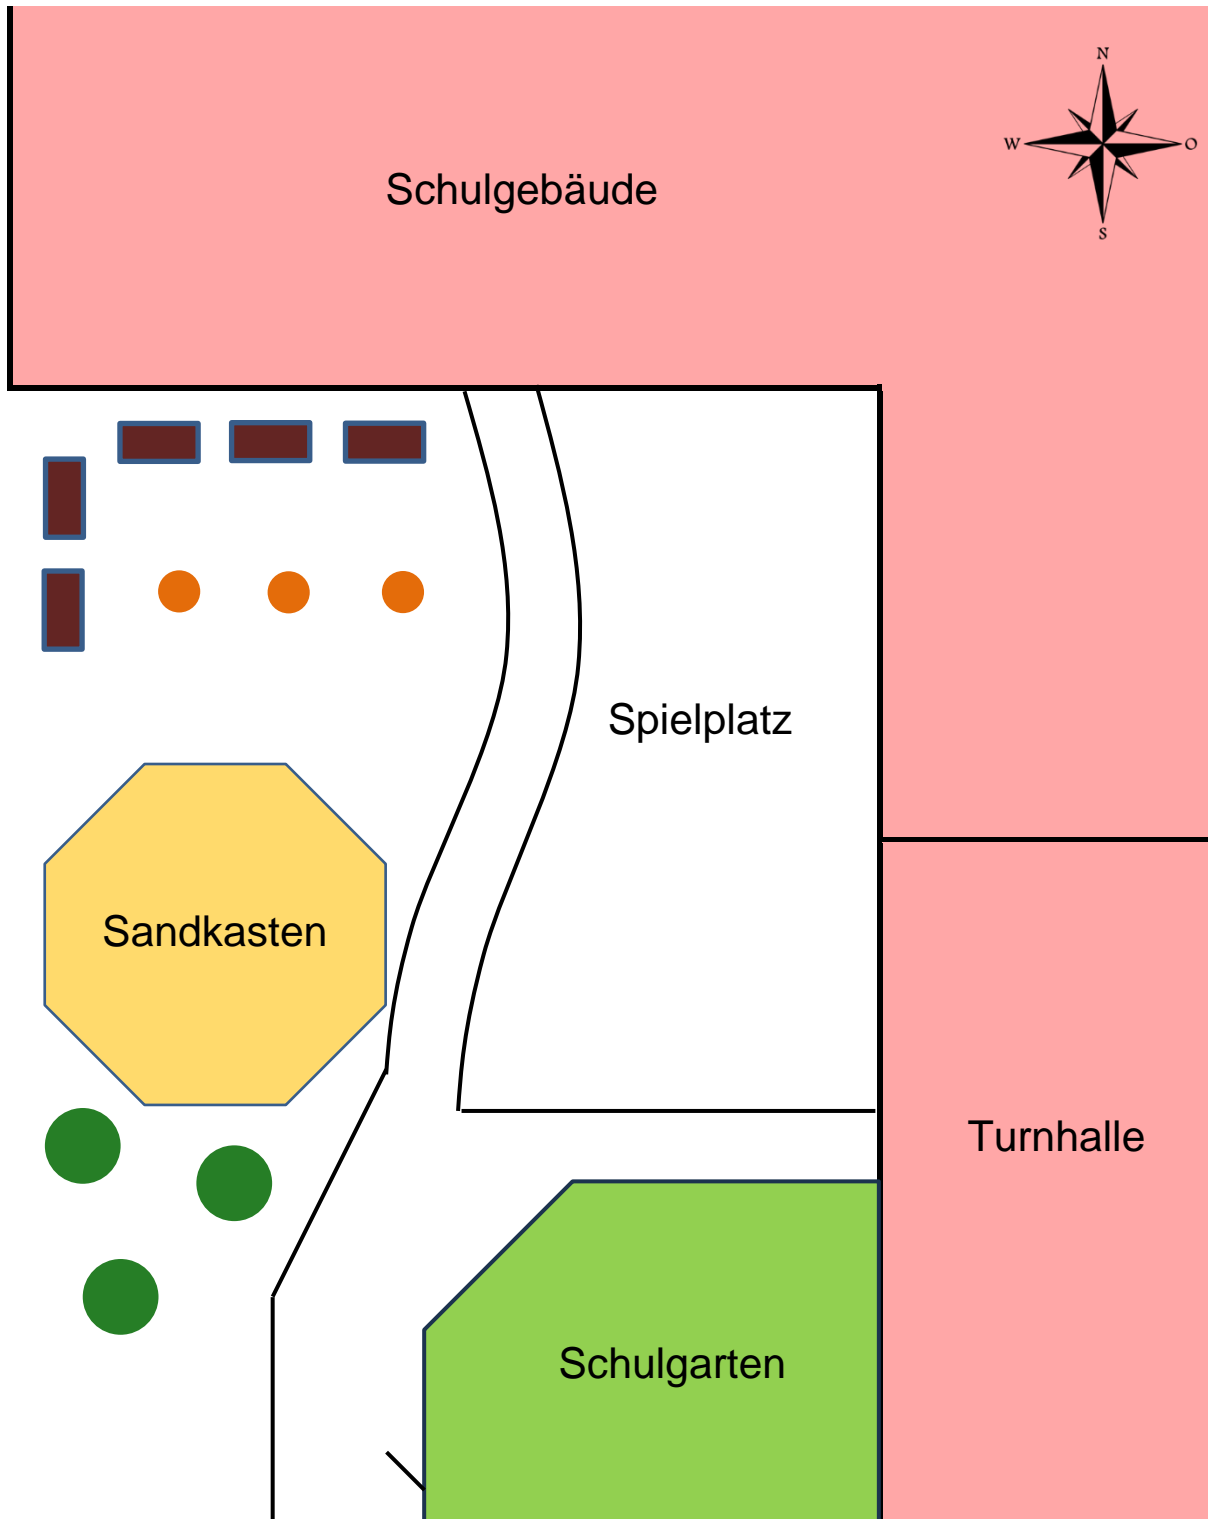 N
W
O
S
Schulgebäude
Spielplatz
Sandkasten
Turnhalle
Schulgarten